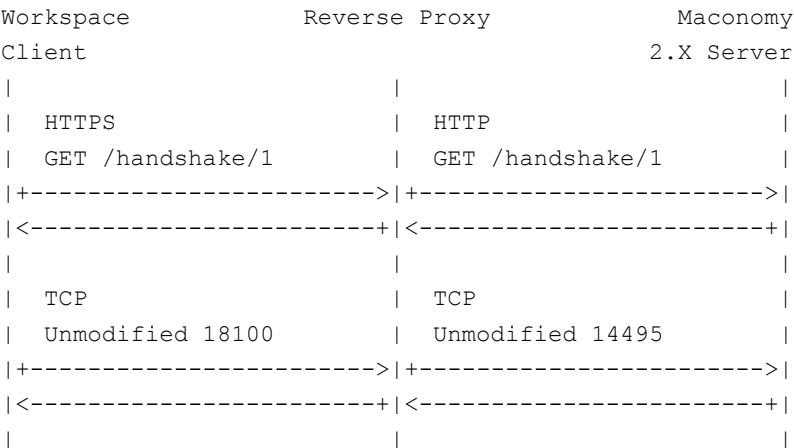 Workspace              Reverse Proxy               Maconomy
Client                                           2.X Server
|                             |                             |
|  HTTPS                      |  HTTP                       |
|  GET /handshake/1           |  GET /handshake/1           |
|+--------------------------->|+--------------------------->|
|<---------------------------+|<---------------------------+|
|                             |                             |
|  TCP                        |  TCP                        |
|  Unmodified 18100           |  Unmodified 14495           |
|+--------------------------->|+--------------------------->|
|<---------------------------+|<---------------------------+|
|                             |                             |